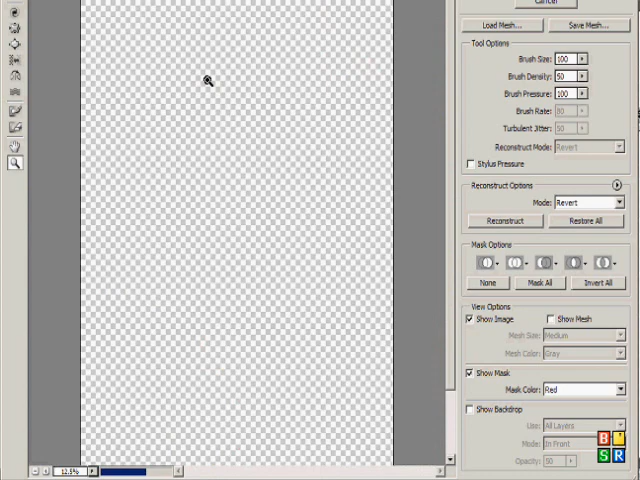 Cancel
Load Mesh...
Save Mesh...
Tool Options
Brush Size: 100
Brush Density: 50
Brush Pressure: 100
Brush Rate: 80
Turbulent Jitter: 50
Reconstruct Mode: Revert
Stylus Pressure
Reconstruct Options
Mode: Revert
Reconstruct
Restore All
Mask Options
None
Mask All
Invert All
View Options
Show Image
Show Mesh
Mesh Size: Medium
Mesh Color: Gray
Show Mask
Mask Color: Red
Show Backdrop
Use: All Layers
Mode: In Front
Opacity: 50
B '
S R
12.5%